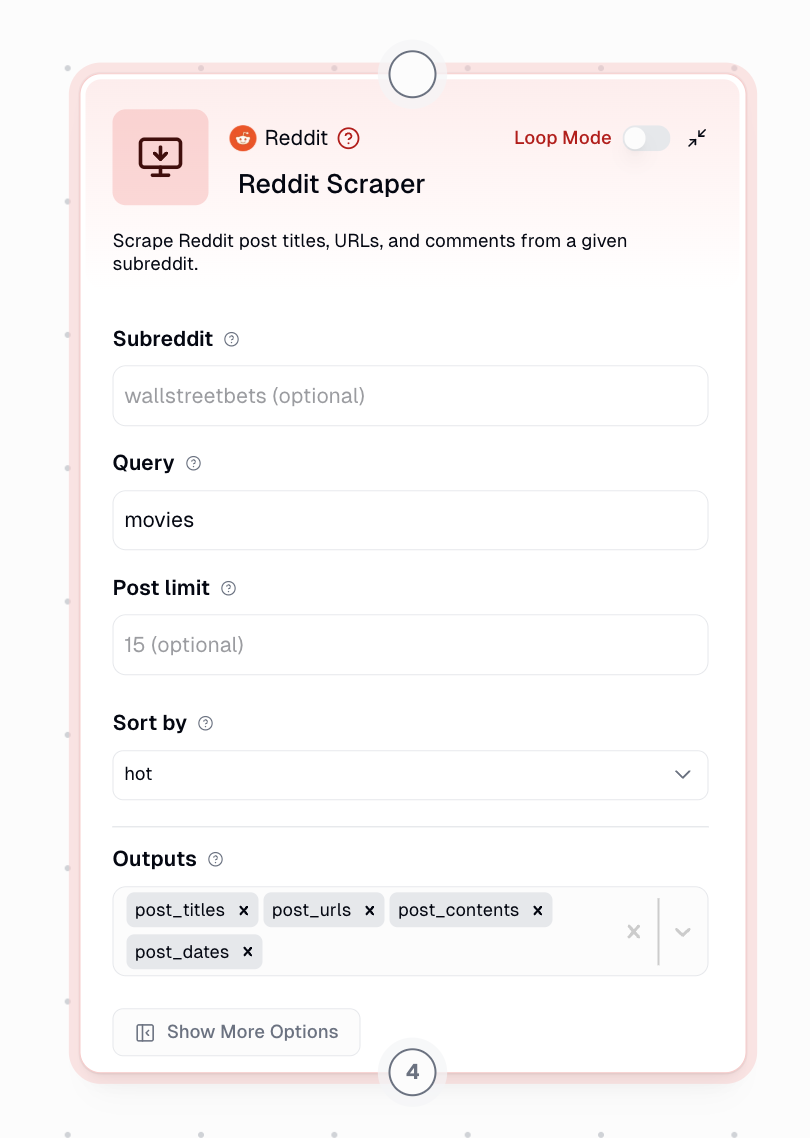 Reddit
Loop Mode
Reddit Scraper
Scrape Reddit post titles, URLs, and comments from a given
subreddit.
Subreddit
wallstreetbets (optional)
Query
movies
Post limit
15 (optional)
Sort by
hot
Outputs
post_titles
post_urls
post_contents
post_dates
Show More Options
4